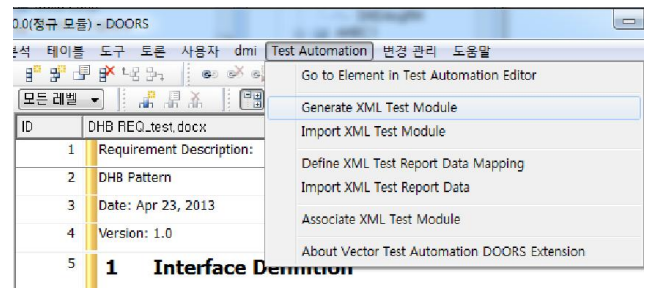 0.0(정규 모듈) - DOORS
분석 테이블 도구 토론 사용자 dmi Test Automation 변경 관리 도움말
모든 레벨
Go to Element in Test Automation Editor
Generate XML Test Module
Import XML Test Module
Define XML Test Report Data Mapping
Import XML Test Report Data
Associate XML Test Module
About Vector Test Automation DOORS Extension
ID DHB REQ_test.docx
1 Requirement Description:
2 DHB Pattern
3 Date: Apr 23, 2013
4 Version: 1.0
5 1 Interface Definition